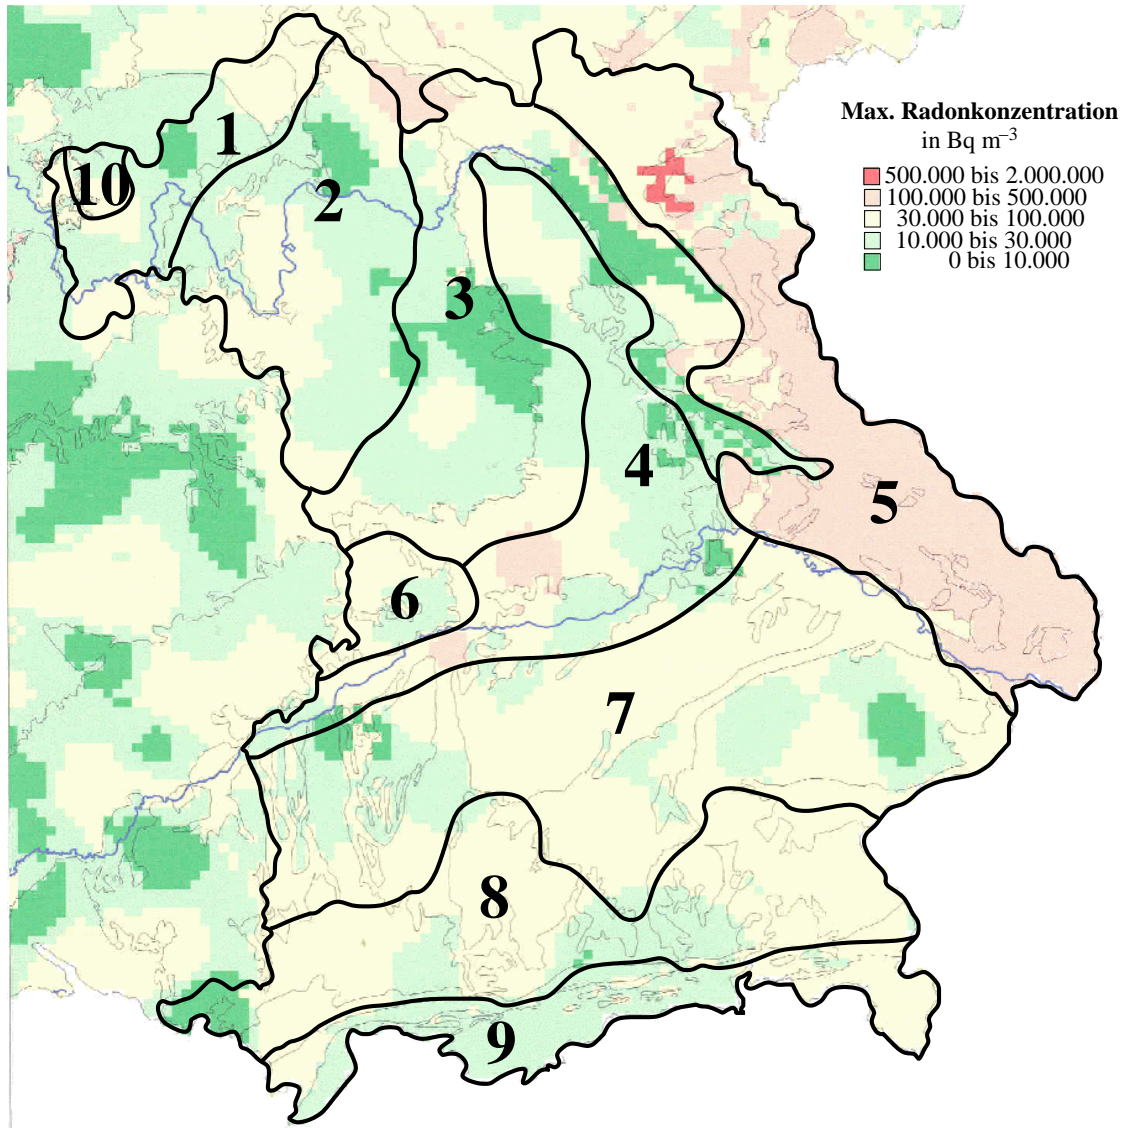 Max. Radonkonzentration
in Bq m⁻³
500.000 bis 2.000.000
100.000 bis 500.000
30.000 bis 100.000
10.000 bis 30.000
0 bis 10.000
1
10
2
3
4
5
6
7
8
9